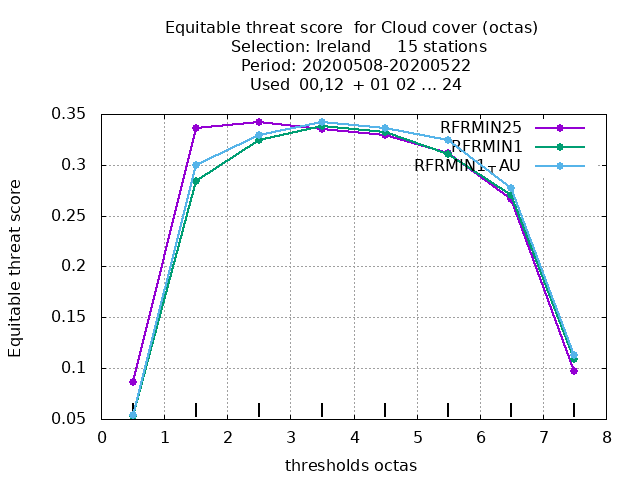 Equitable threat score  for Cloud cover (octas)
Selection: Ireland     15 stations
Period: 20200508-20200522
Used  00,12  + 01 02 ... 24
RFRMIN25
RFRMIN1
RFRMIN1_AU
0.35
0.3
0.25
0.2
0.15
0.1
0.05
Equitable threat score
0 1 2 3 4 5 6 7 8
thresholds octas